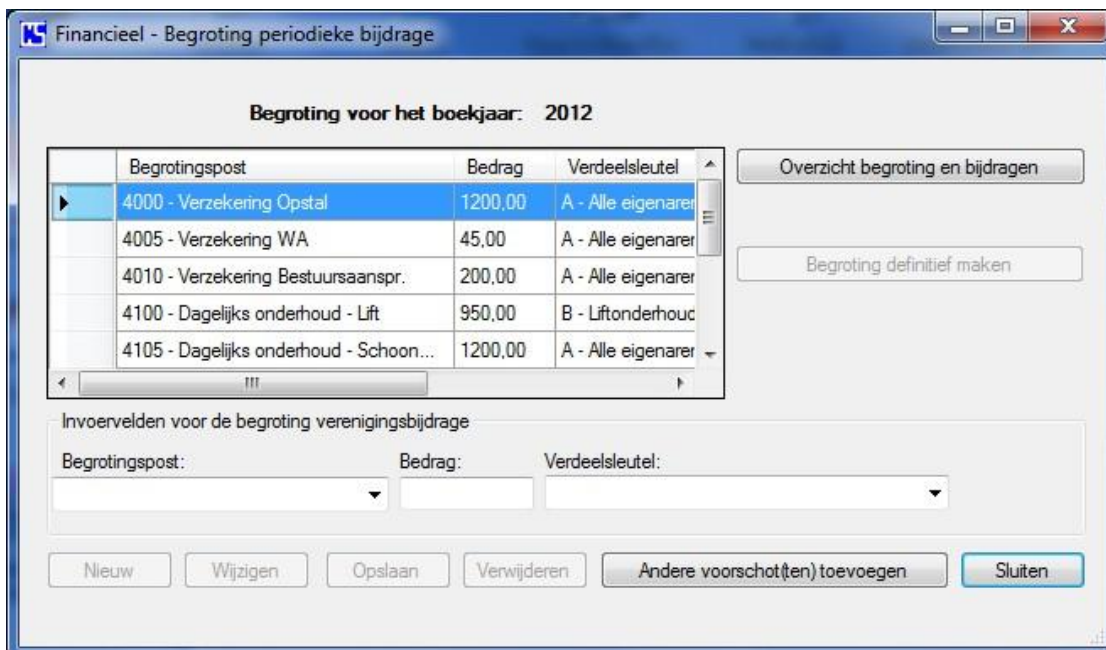 Financieel - Begroting periodieke bijdrage
Begroting voor het boekjaar: 2012
Begrotingspost Bedrag Verdeelsleutel
4000 - Verzekering Opstal 1200,00 A - Alle eigenaren
4005 - Verzekering WA 45,00 A - Alle eigenaren
4010 - Verzekering Bestuursaanspr. 200,00 A - Alle eigenaren
4100 - Dagelijks onderhoud - Lift 950,00 B - Liftonderhoud
4105 - Dagelijks onderhoud - Schoon... 1200,00 A - Alle eigenaren
Overzicht begroting en bijdragen
Begroting definitief maken
Invoervelden voor de begroting verenigingsbijdrage
Begrotingspost: Bedrag: Verdeelsleutel:
Nieuw Wijzigen Opslaan Verwijderen Andere voorschot(ten) toevoegen Sluiten